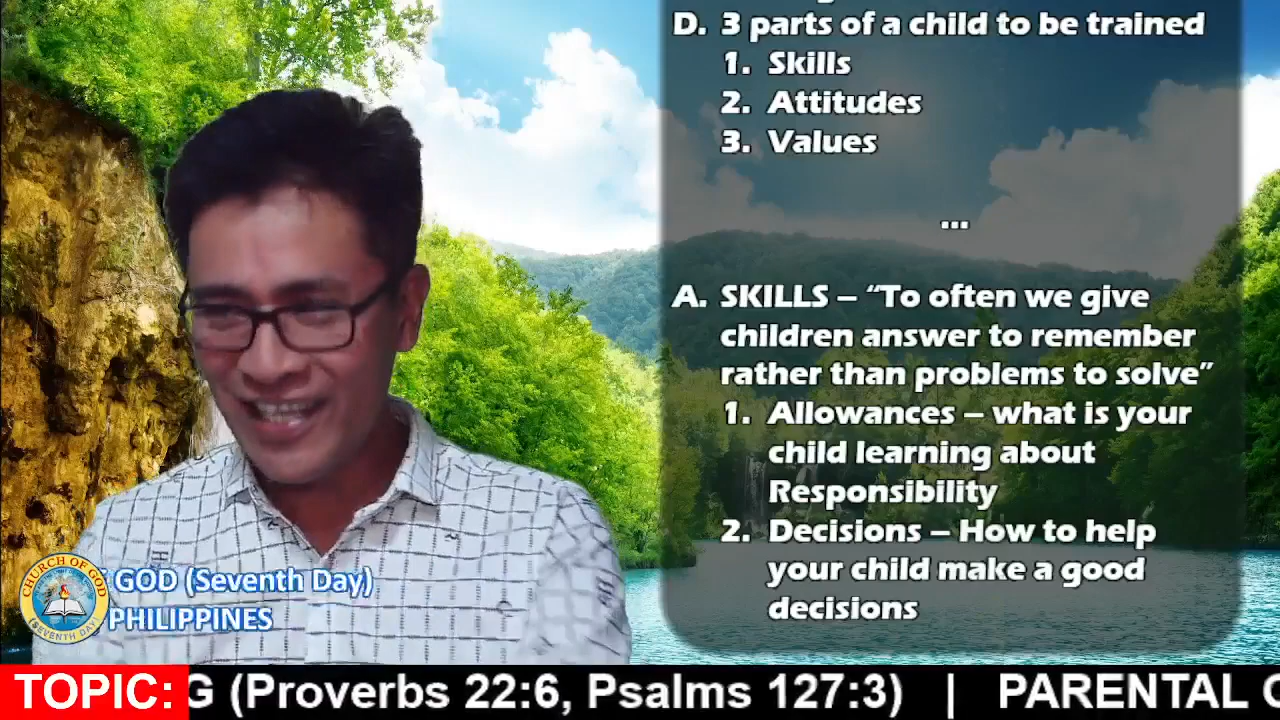 D. 3 parts of a child to be trained
1. Skills
2. Attitudes
3. Values
...
A. SKILLS – “To often we give
children answer to remember
rather than problems to solve”
1. Allowances – what is your
child learning about
Responsibility
2. Decisions – How to help
your child make a good
decisions
CHURCH OF GOD
(SEVENTH DAY)
GOD (Seventh Day)
PHILIPPINES
TOPIC: G (Proverbs 22:6, Psalms 127:3) | PARENTAL